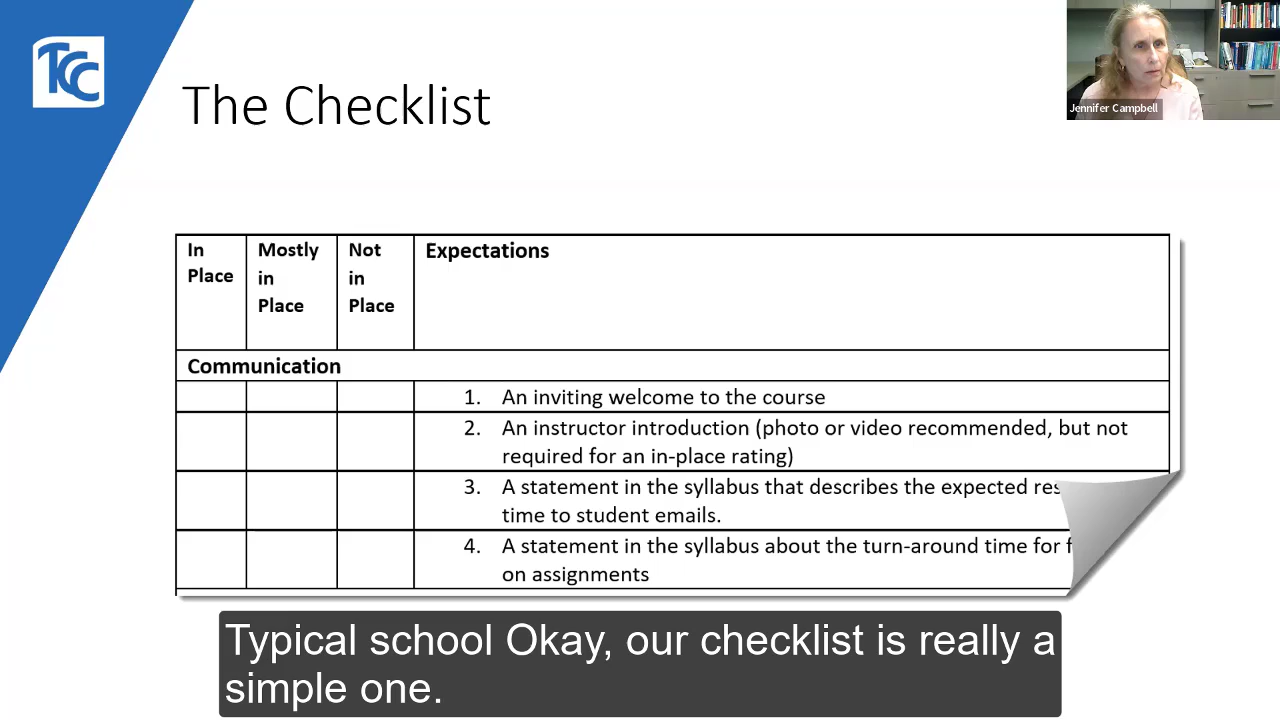 TCC
The Checklist
Jennifer Campbell
In
Place
Mostly
in
Place
Not
in
Place
Expectations
Communication
1. An inviting welcome to the course
2. An instructor introduction (photo or video recommended, but not
required for an in-place rating)
3. A statement in the syllabus that describes the expected res
time to student emails.
4. A statement in the syllabus about the turn-around time for f
on assignments
Typical school Okay, our checklist is really a
simple one.